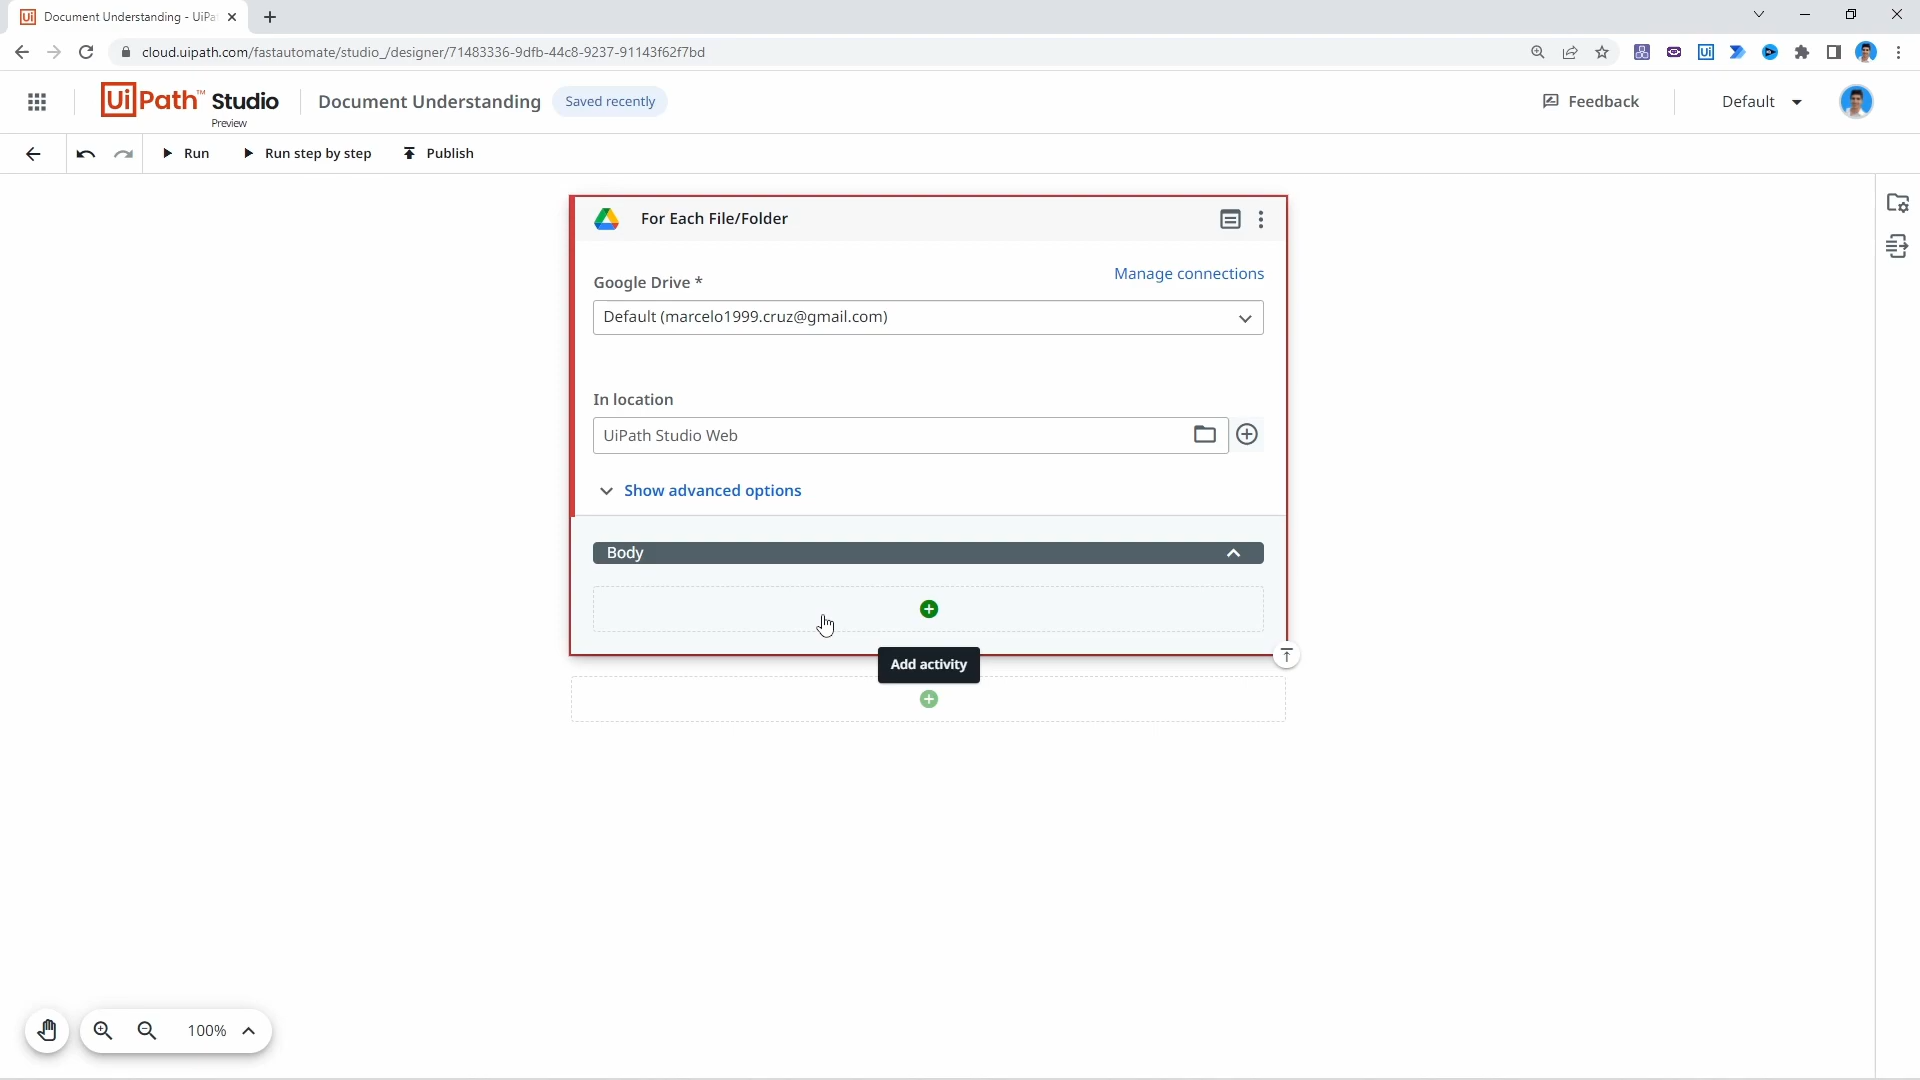 Document Understanding - UiPa
cloud.uipath.com/fastautomate/studio_/designer/71483336-9dfb-44c8-9237-91143f62f7bd
UiPath™ Studio
Preview
Document Understanding
Saved recently
Feedback
Default
Run
Run step by step
Publish
For Each File/Folder
Manage connections
Google Drive *
Default (marcelo1999.cruz@gmail.com)
In location
UiPath Studio Web
Show advanced options
Body
Add activity
100%